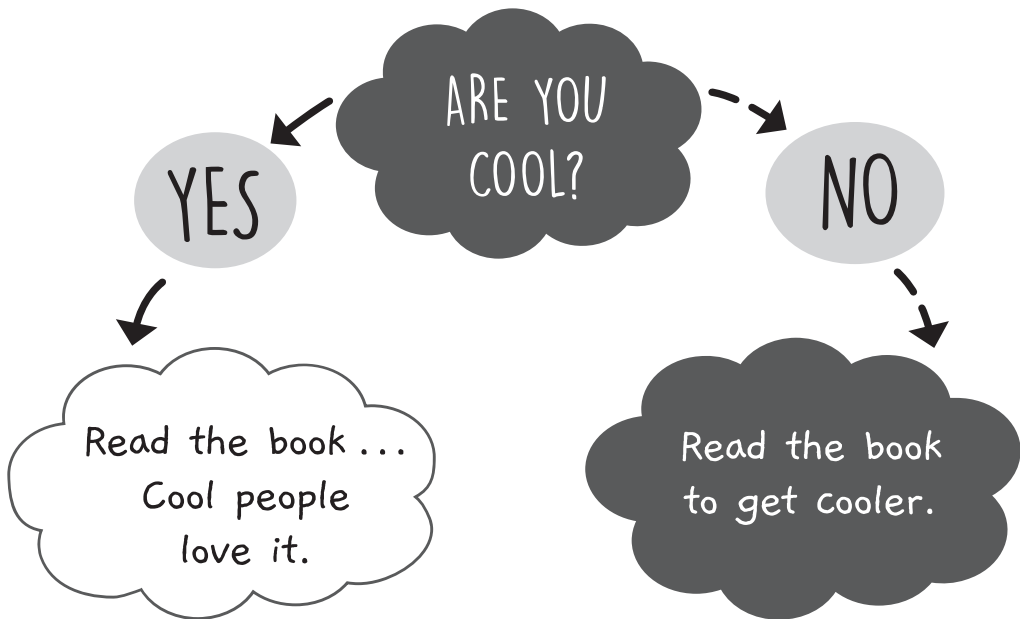 ARE YOU
COOL?
YES
NO
Read the book...
Cool people
love it.
Read the book
to get cooler.